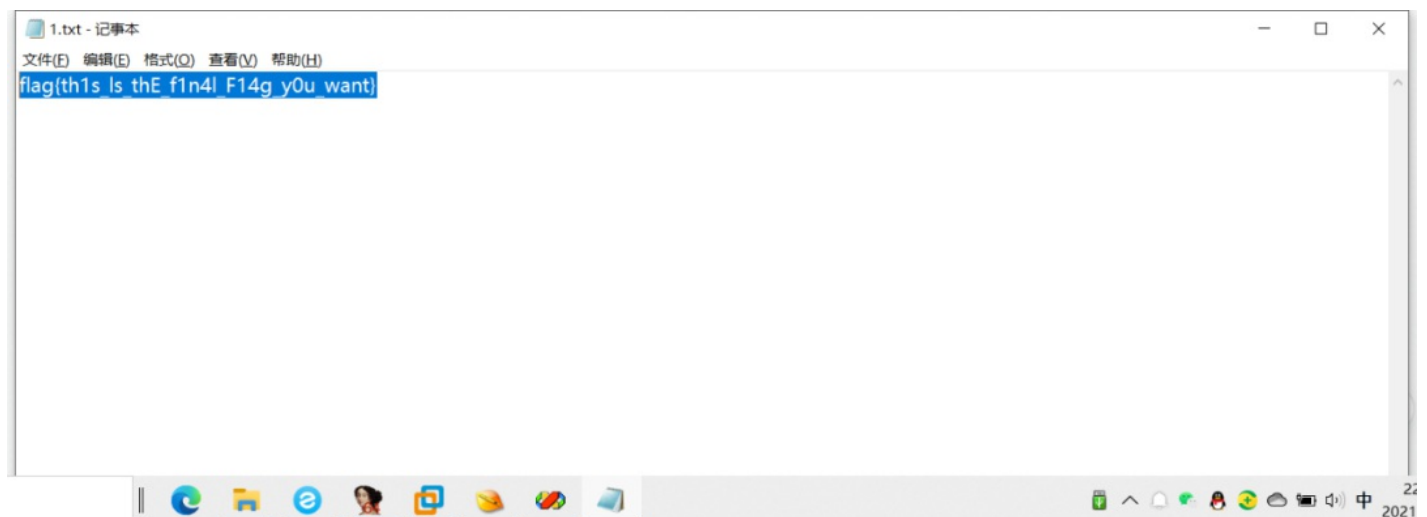 1.txt - 记事本
文件(F) 编辑(E) 格式(O) 查看(V) 帮助(H)
flag{th1s_Is_thE_f1n4l_F14g_y0u_want}
中
22
2021